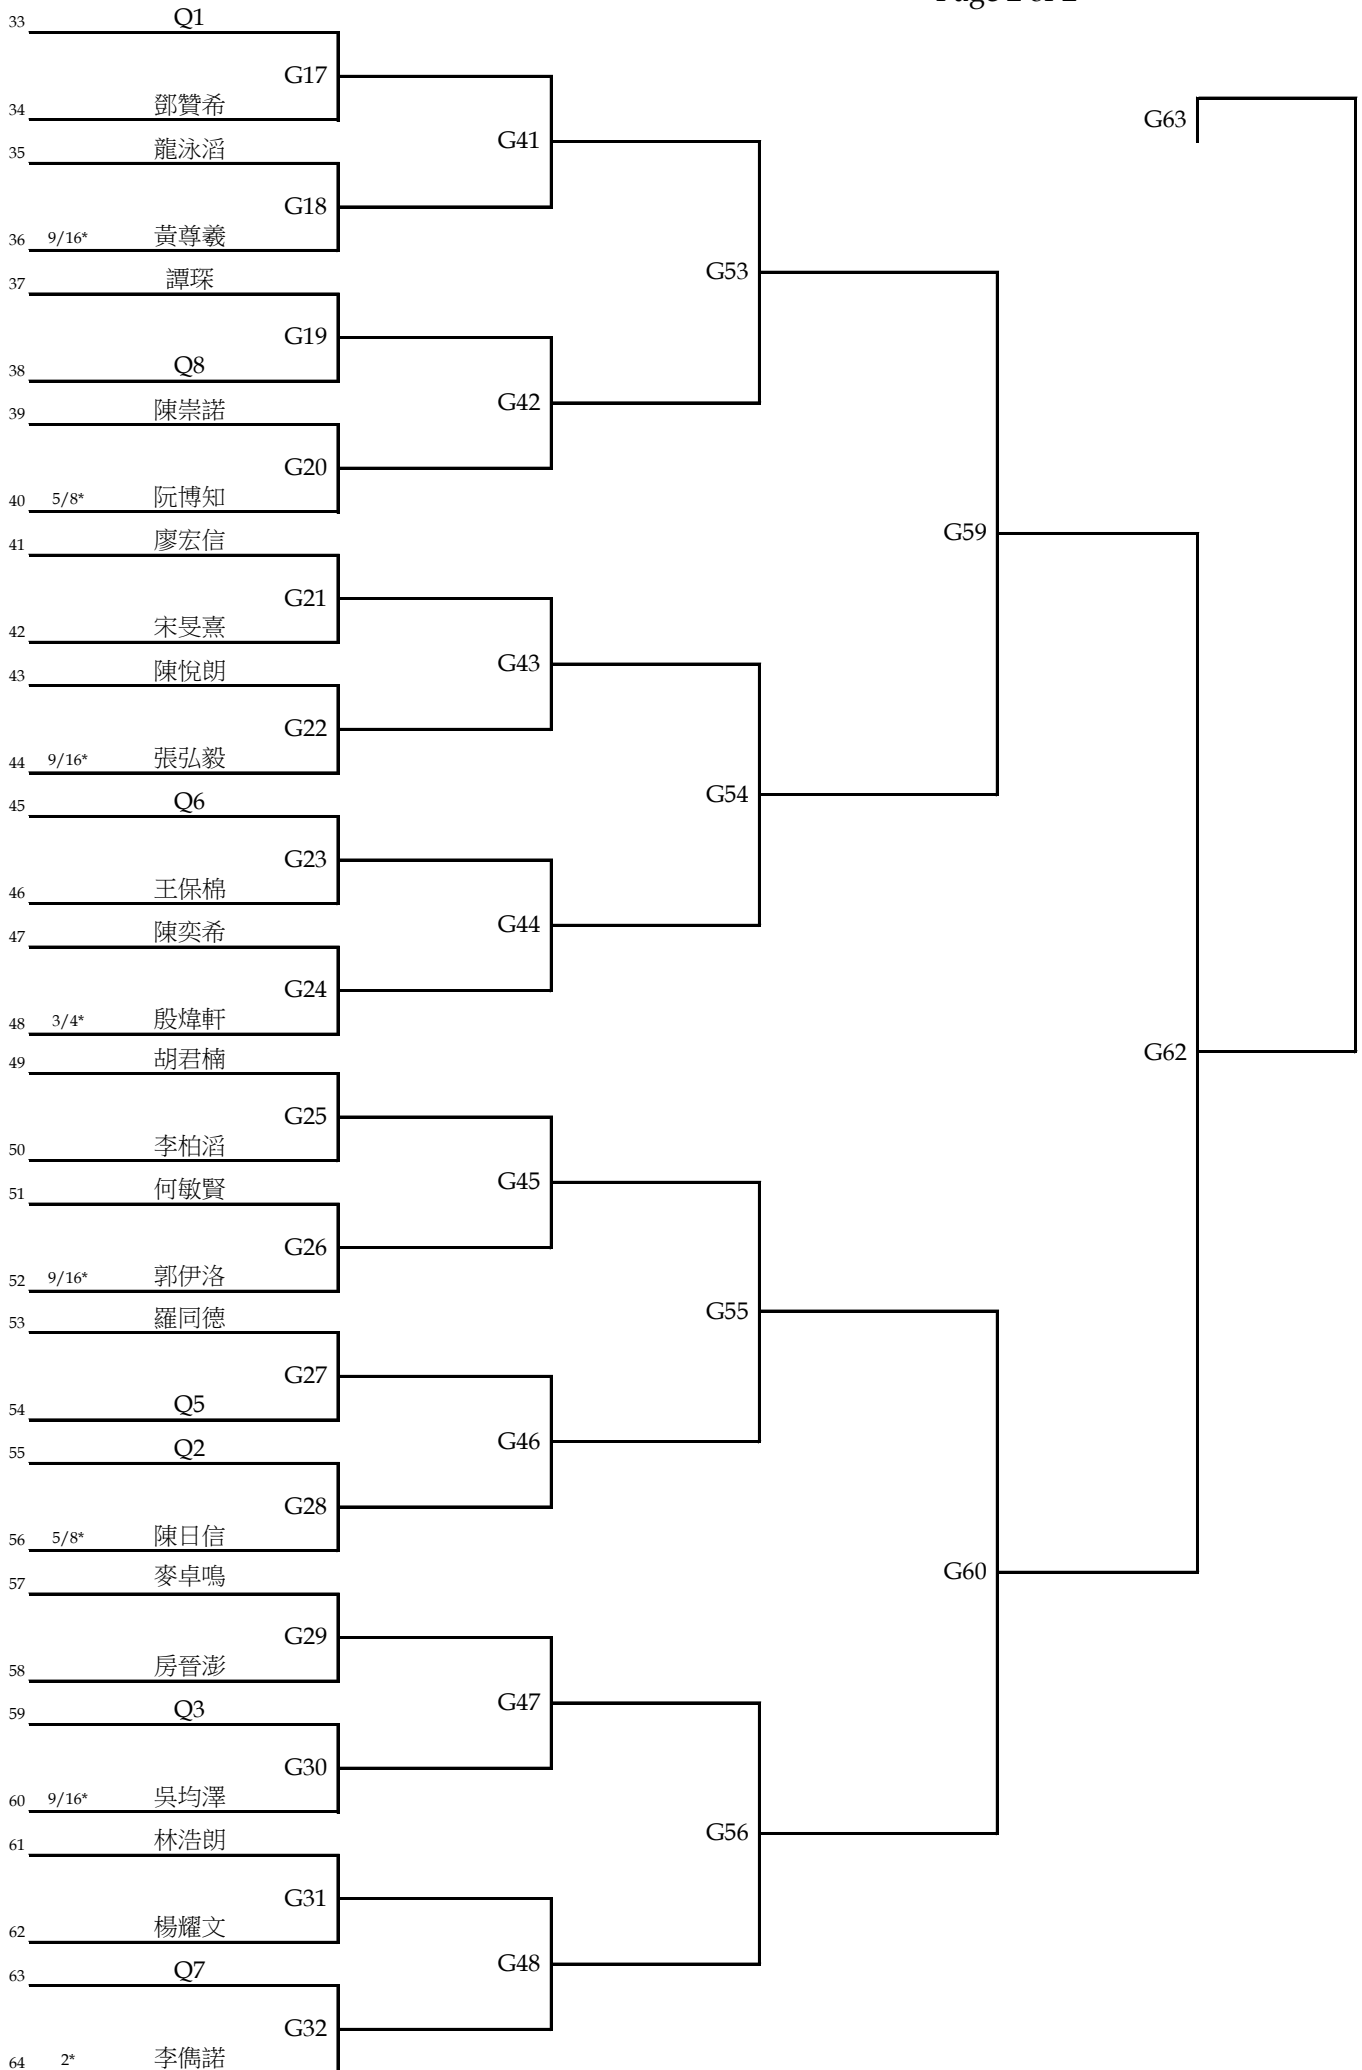 33 Q1
G17
34 鄧贊希
35 龍泳滔
G18
36 9/16* 黃尊羲
G41
37 譚琛
G19
38 Q8
39 陳崇諾
G20
40 5/8* 阮博知
G42
G53
41 廖宏信
G21
42 宋旻熹
43 陳悅朗
G22
44 9/16* 張弘毅
G43
45 Q6
G23
46 王保棉
47 陳奕希
G24
48 3/4* 殷煒軒
G44
G54
G59
49 胡君楠
G25
50 李柏滔
51 何敏賢
G26
52 9/16* 郭伊洛
G45
53 羅同德
G27
54 Q5
55 Q2
G28
56 5/8* 陳日信
G46
G55
57 麥卓鳴
G29
58 房晉澎
59 Q3
G30
60 9/16* 吳均澤
G47
61 林浩朗
G31
62 楊耀文
63 Q7
G32
64 2* 李儁諾
G48
G56
G60
G62
G63